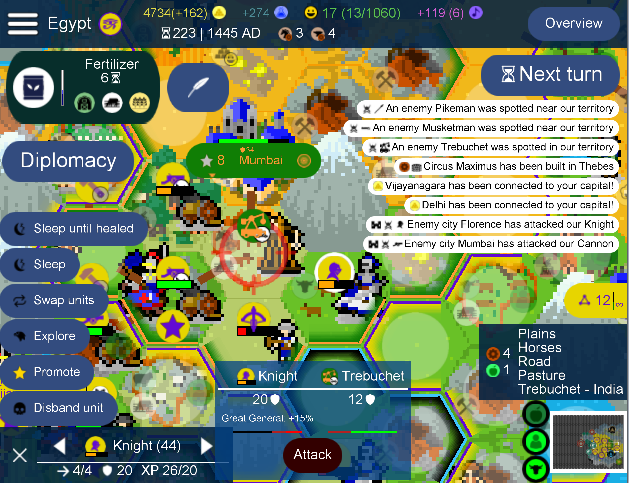 Egypt
4734(+162)
+274
17 (13/1060)
+119 (6)
223 | 1445 AD
3
4
Overview
Fertilizer
6
Next turn
An enemy Pikeman was spotted near our territory
An enemy Musketman was spotted near our territory
An enemy Trebuchet was spotted in our territory
Circus Maximus has been built in Thebes
Vijayanagara has been connected to your capital!
Delhi has been connected to your capital!
Enemy city Florence has attacked our Knight
Enemy city Mumbai has attacked our Cannon
Diplomacy
8 Mumbai
Sleep until healed
Sleep
Swap units
Explore
Promote
Disband unit
12
Plains
Horses
Road
Pasture
Trebuchet - India
4
1
Knight
Trebuchet
20
12
Great General: +15%
Attack
Knight (44)
4/4
20
XP 26/20